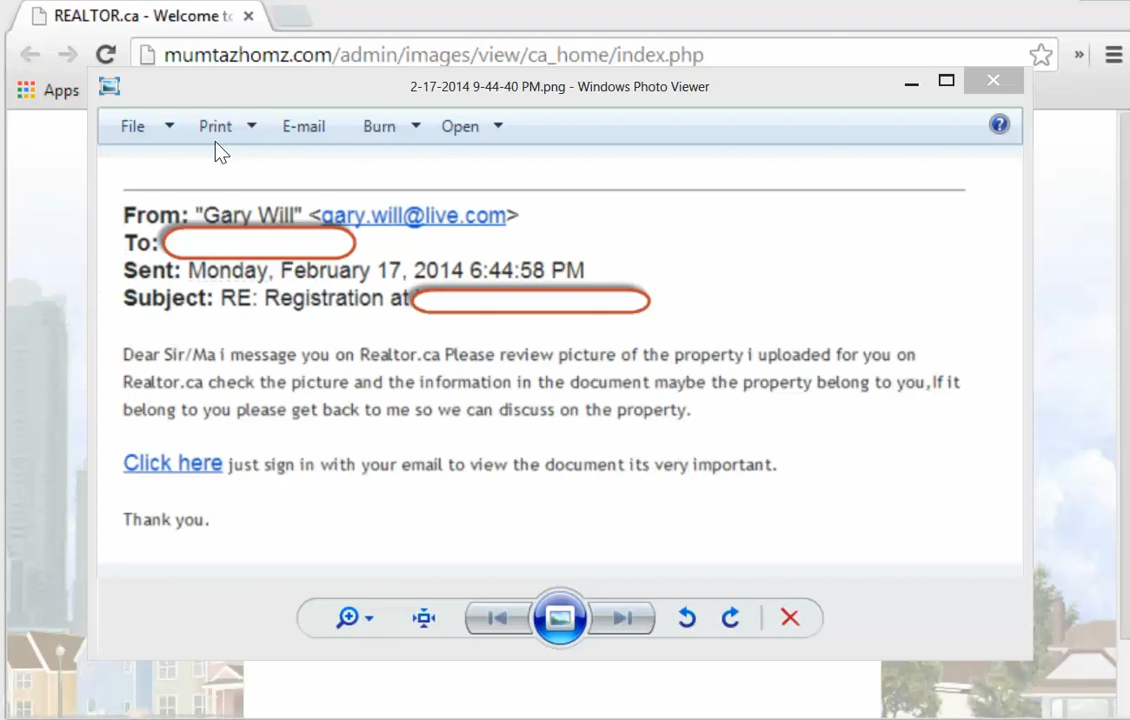 REALTOR.ca - Welcome to
mumtazhomz.com/admin/images/view/ca_home/index.php
»
Apps
2-17-2014 9-44-40 PM.png - Windows Photo Viewer
File Print E-mail Burn Open
From: "Gary Will" <gary.will@live.com>
To:
Sent: Monday, February 17, 2014 6:44:58 PM
Subject: RE: Registration at
Dear Sir/Ma i message you on Realtor.ca Please review picture of the property i uploaded for you on
Realtor.ca check the picture and the information in the document maybe the property belong to you,If it
belong to you please get back to me so we can discuss on the property.
Click here just sign in with your email to view the document its very important.
Thank you.